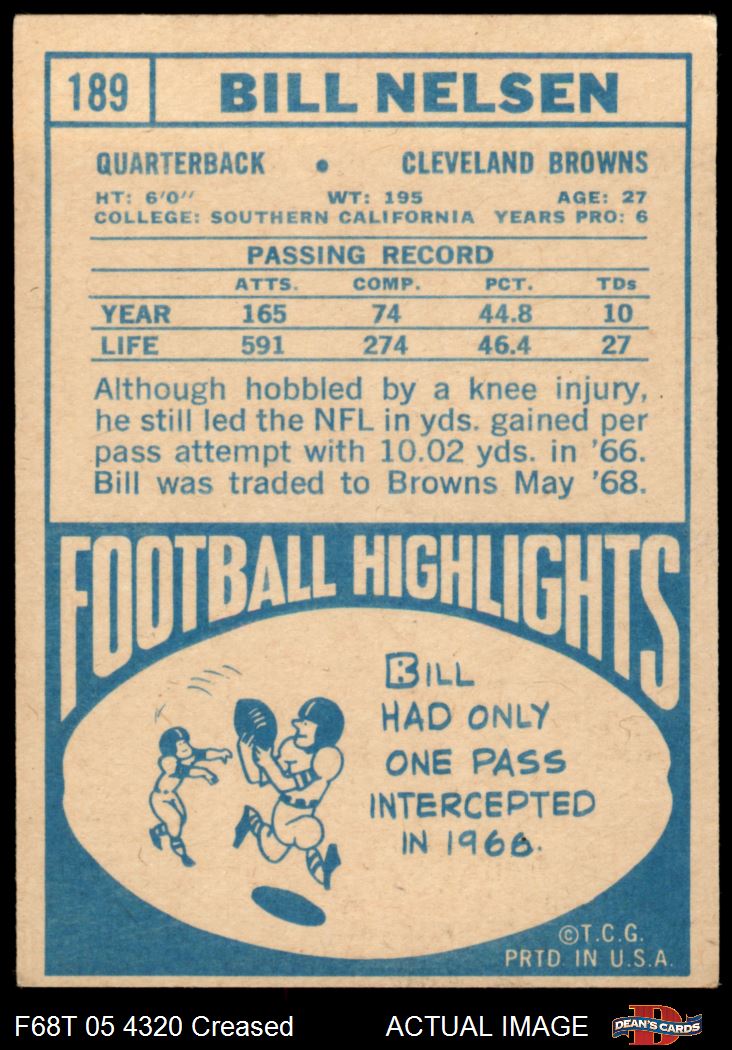 189 BILL NELSEN
QUARTERBACK • CLEVELAND BROWNS
HT: 6'0" WT: 195 AGE: 27
COLLEGE: SOUTHERN CALIFORNIA YEARS PRO: 6
PASSING RECORD
ATTS. COMP. PCT. TDs
YEAR 165 74 44.8 10
LIFE 591 274 46.4 27
Although hobbled by a knee injury,
he still led the NFL in yds. gained per
pass attempt with 10.02 yds. in '66.
Bill was traded to Browns May '68.
FOOTBALL HIGHLIGHTS
BILL
HAD ONLY
ONE PASS
INTERCEPTED
IN 1966.
©T.C.G.
PRTD. IN U.S.A.
F68T 05 4320 Creased ACTUAL IMAGE
D
DEAN'S CARDS